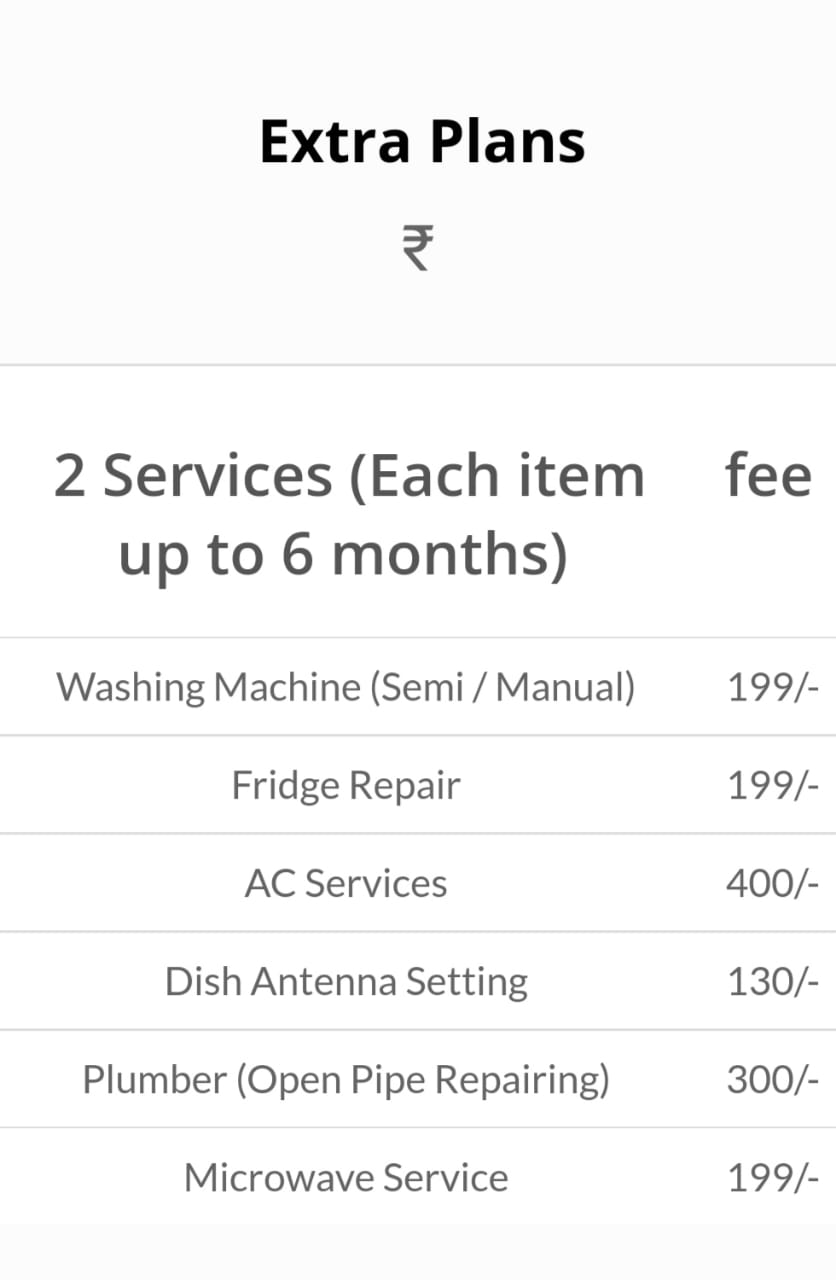 Extra Plans
₹
2 Services (Each item fee
up to 6 months)
Washing Machine (Semi / Manual) 199/-
Fridge Repair 199/-
AC Services 400/-
Dish Antenna Setting 130/-
Plumber (Open Pipe Repairing) 300/-
Microwave Service 199/-